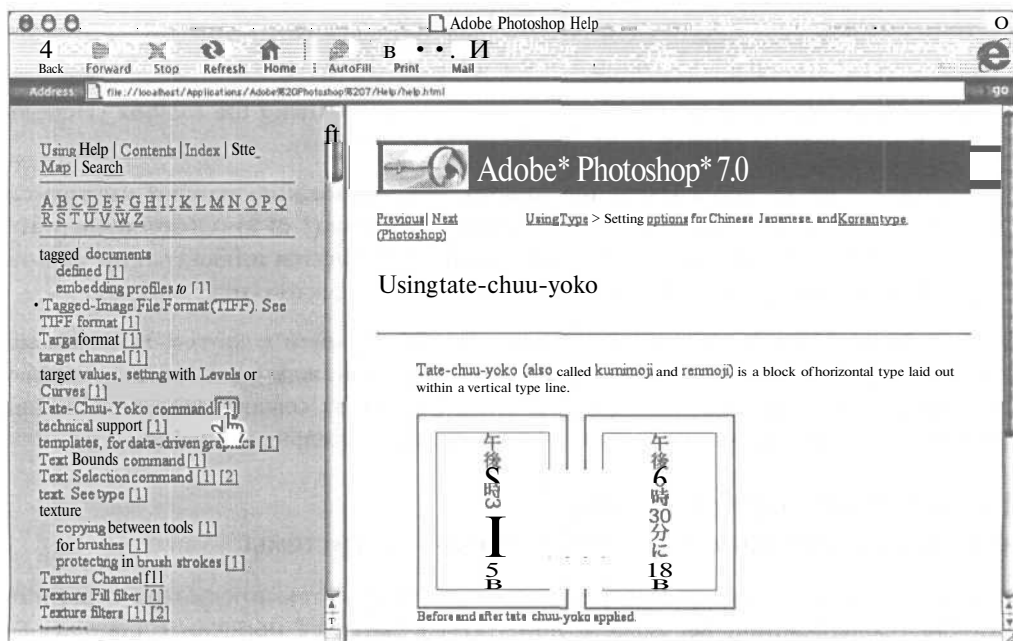 Adobe Photoshop Help
Back Forward Stop Refresh Home AutoFill Print Mail
Address: file://localhost/Applications/Adobe%20Photoshop%207/Help/help.html go
Using Help | Contents | Index | Stte
Map | Search
A B C D E F G H I J K L M N O P Q
R S T U V W Z
tagged documents
defined [1]
embedding profiles to [1]
• Tagged-Image File Format (TIFF). See
TIFF format [1]
Targa format [1]
target channel [1]
target values, setting with Levels or
Curves [1]
Tate-Chuu-Yoko command [1]
technical support [1]
templates, for data-driven graphics [1]
Text Bounds command [1]
Text Selection command [1] [2]
text. See type [1]
texture
copying between tools [1]
for brushes [1]
protecting in brush strokes [1]
Texture Channel f11
Texture Fill filter [1]
Texture filters [1] [2]
Adobe* Photoshop* 7.0
Previous | Next
(Photoshop)
Using Type > Setting options for Chinese Japanese, and Korean type.
Usingtate-chuu-yoko
Tate-chuu-yoko (also called kumimoji and renmoji) is a block of horizontal type laid out
within a vertical type line.
午
後
S
時
3
I
5
B
午
後
6
時
30
分
に
18
B
Before and after tate chuu-yoko applied.